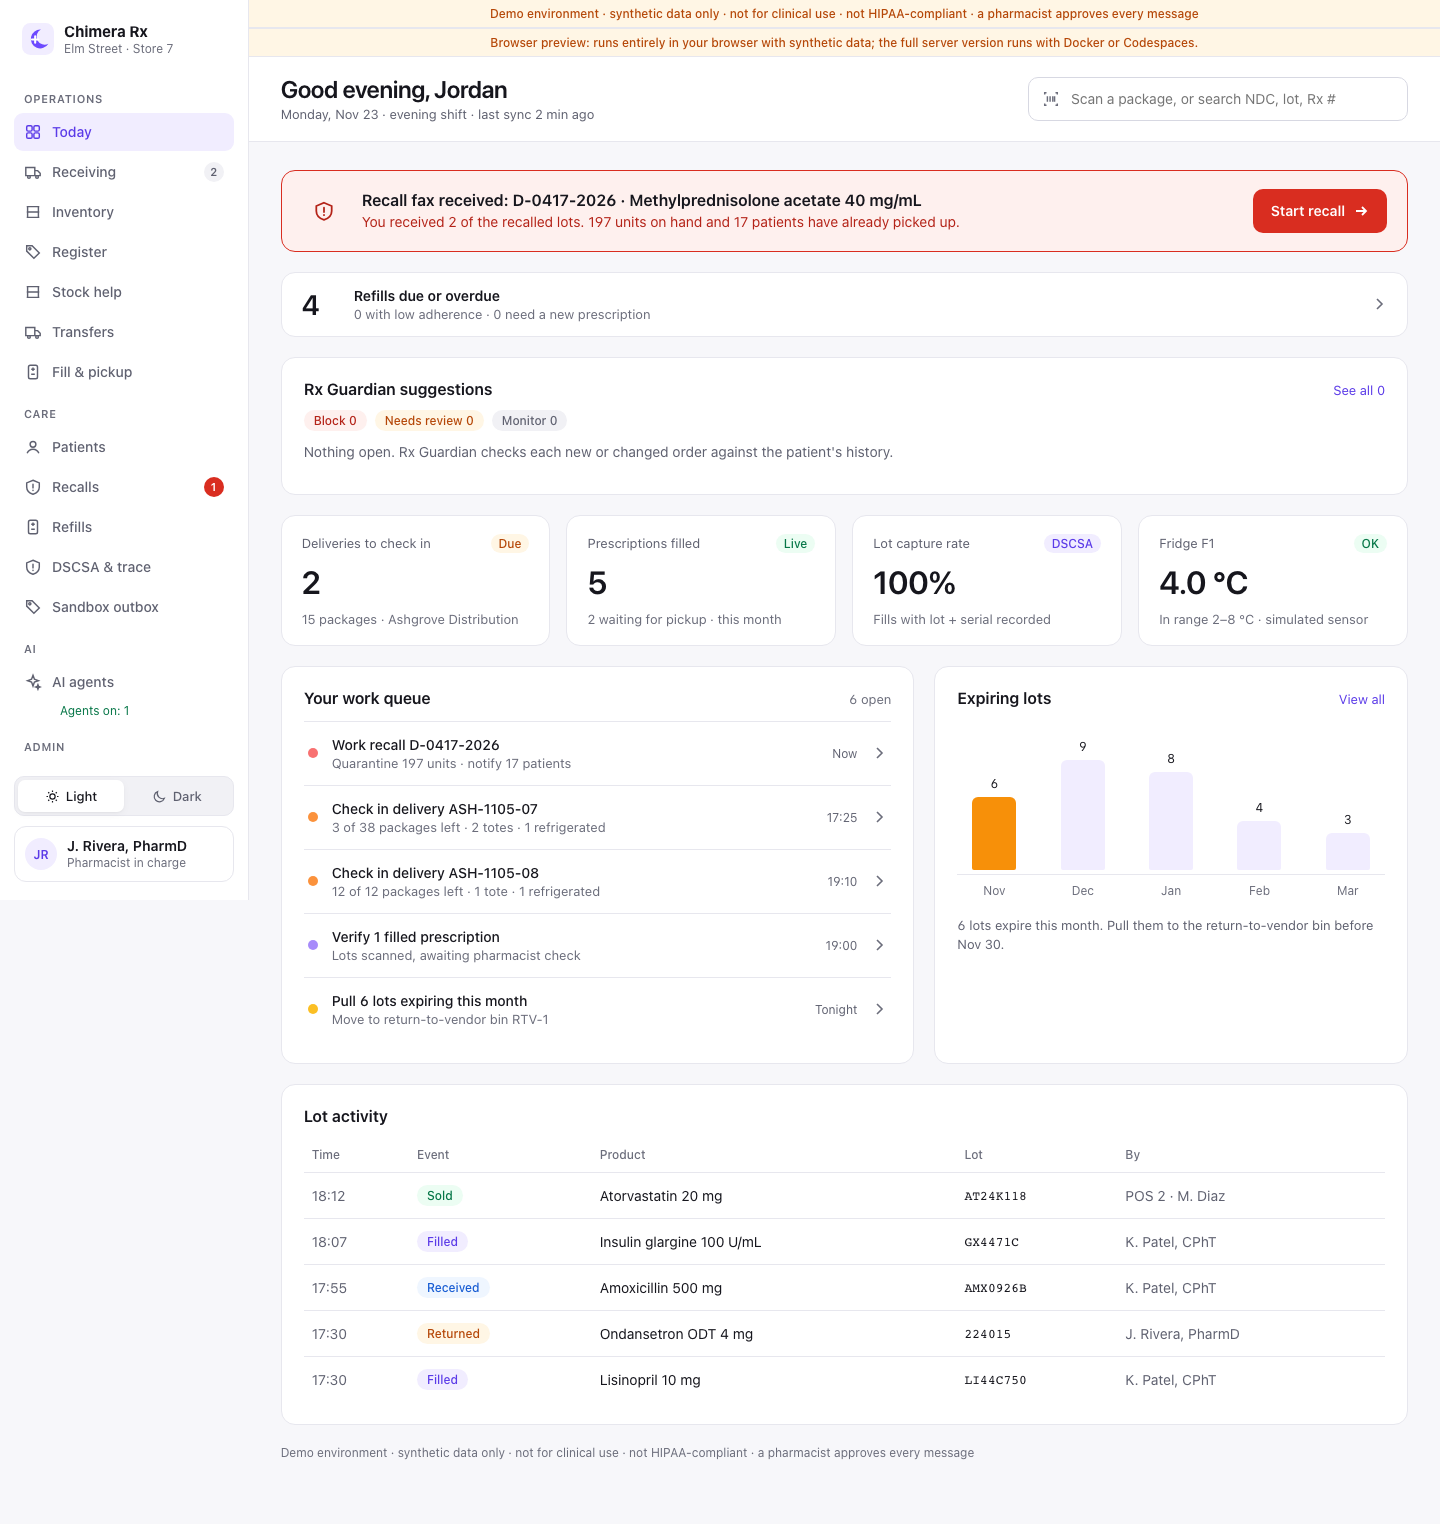 Chimera Rx
Elm Street · Store 7
OPERATIONS
Today
Receiving 2
Inventory
Register
Stock help
Transfers
Fill & pickup
CARE
Patients
Recalls 1
Refills
DSCSA & trace
Sandbox outbox
AI
AI agents
Agents on: 1
ADMIN
Light Dark
JR
J. Rivera, PharmD
Pharmacist in charge
Demo environment · synthetic data only · not for clinical use · not HIPAA-compliant · a pharmacist approves every message
Browser preview: runs entirely in your browser with synthetic data; the full server version runs with Docker or Codespaces.
Good evening, Jordan
Monday, Nov 23 · evening shift · last sync 2 min ago
Scan a package, or search NDC, lot, Rx #
Recall fax received: D-0417-2026 · Methylprednisolone acetate 40 mg/mL
You received 2 of the recalled lots. 197 units on hand and 17 patients have already picked up.
Start recall →
4
Refills due or overdue
0 with low adherence · 0 need a new prescription
Rx Guardian suggestions
See all 0
Block 0 Needs review 0 Monitor 0
Nothing open. Rx Guardian checks each new or changed order against the patient's history.
Deliveries to check in Due
2
15 packages · Ashgrove Distribution
Prescriptions filled Live
5
2 waiting for pickup · this month
Lot capture rate DSCSA
100%
Fills with lot + serial recorded
Fridge F1 OK
4.0 °C
In range 2–8 °C · simulated sensor
Your work queue 6 open
Work recall D-0417-2026
Quarantine 197 units · notify 17 patients
Now
Check in delivery ASH-1105-07
3 of 38 packages left · 2 totes · 1 refrigerated
17:25
Check in delivery ASH-1105-08
12 of 12 packages left · 1 tote · 1 refrigerated
19:10
Verify 1 filled prescription
Lots scanned, awaiting pharmacist check
19:00
Pull 6 lots expiring this month
Move to return-to-vendor bin RTV-1
Tonight
Expiring lots View all
6 9 8 4 3
Nov Dec Jan Feb Mar
6 lots expire this month. Pull them to the return-to-vendor bin before
Nov 30.
Lot activity
Time Event Product Lot By
18:12 Sold Atorvastatin 20 mg AT24K118 POS 2 · M. Diaz
18:07 Filled Insulin glargine 100 U/mL GX4471C K. Patel, CPhT
17:55 Received Amoxicillin 500 mg AMX0926B K. Patel, CPhT
17:30 Returned Ondansetron ODT 4 mg 224015 J. Rivera, PharmD
17:30 Filled Lisinopril 10 mg LI44C750 K. Patel, CPhT
Demo environment · synthetic data only · not for clinical use · not HIPAA-compliant · a pharmacist approves every message